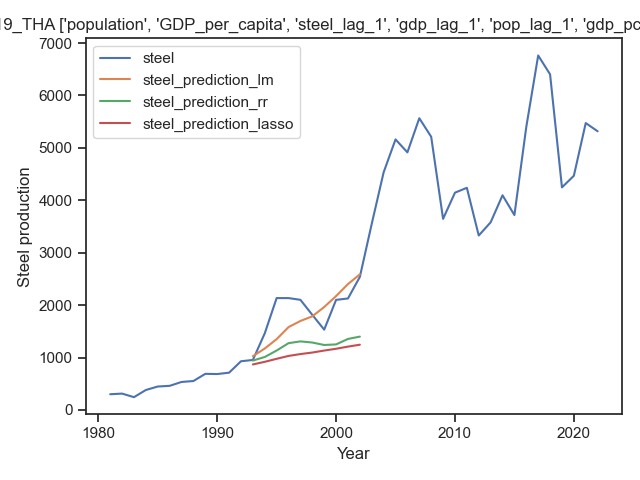 19_THA ['population', 'GDP_per_capita', 'steel_lag_1', 'gdp_lag_1', 'pop_lag_1', 'gdp_pc
7000
6000
5000
4000
3000
2000
1000
0
Steel production
steel
steel_prediction_lm
steel_prediction_rr
steel_prediction_lasso
1980
1990
2000
2010
2020
Year